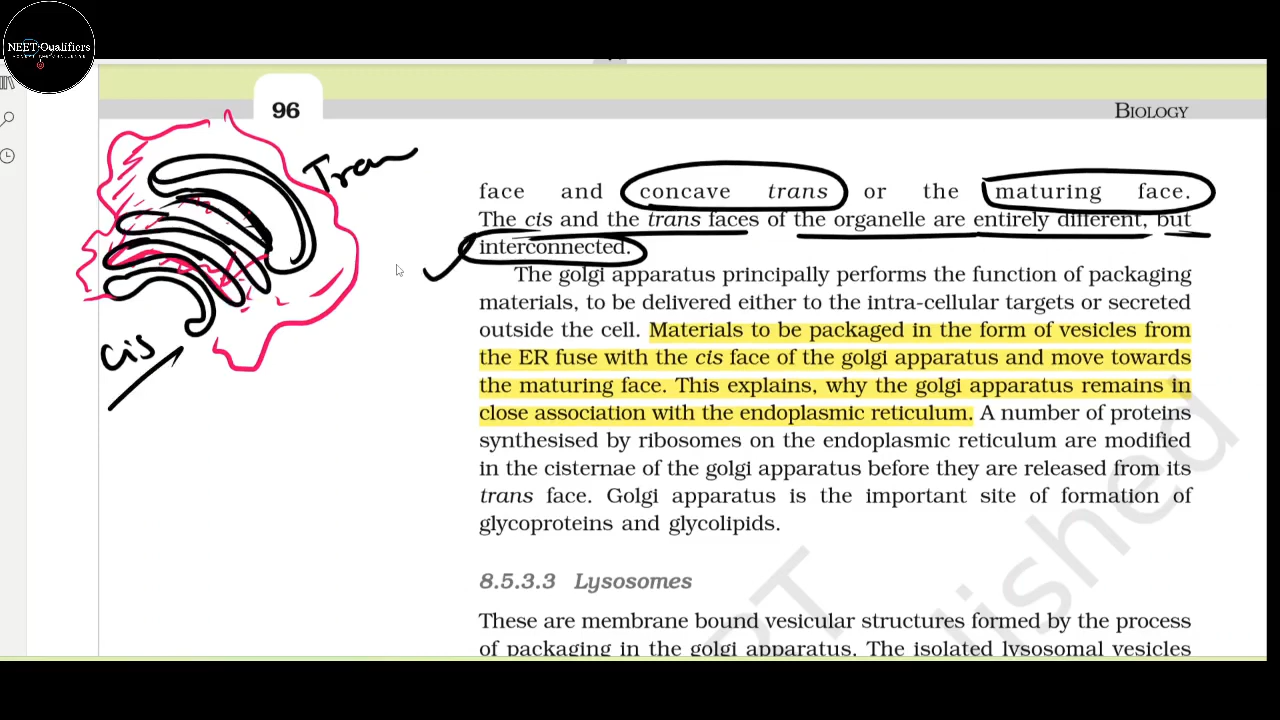 NEET Qualifiers
96
BIOLOGY
Tran
cis
face and concave trans or the maturing face.
The cis and the trans faces of the organelle are entirely different, but
interconnected.
The golgi apparatus principally performs the function of packaging
materials, to be delivered either to the intra-cellular targets or secreted
outside the cell. Materials to be packaged in the form of vesicles from
the ER fuse with the cis face of the golgi apparatus and move towards
the maturing face. This explains, why the golgi apparatus remains in
close association with the endoplasmic reticulum. A number of proteins
synthesised by ribosomes on the endoplasmic reticulum are modified
in the cisternae of the golgi apparatus before they are released from its
trans face. Golgi apparatus is the important site of formation of
glycoproteins and glycolipids.
8.5.3.3 Lysosomes
These are membrane bound vesicular structures formed by the process
of packaging in the golgi apparatus. The isolated lysosomal vesicles